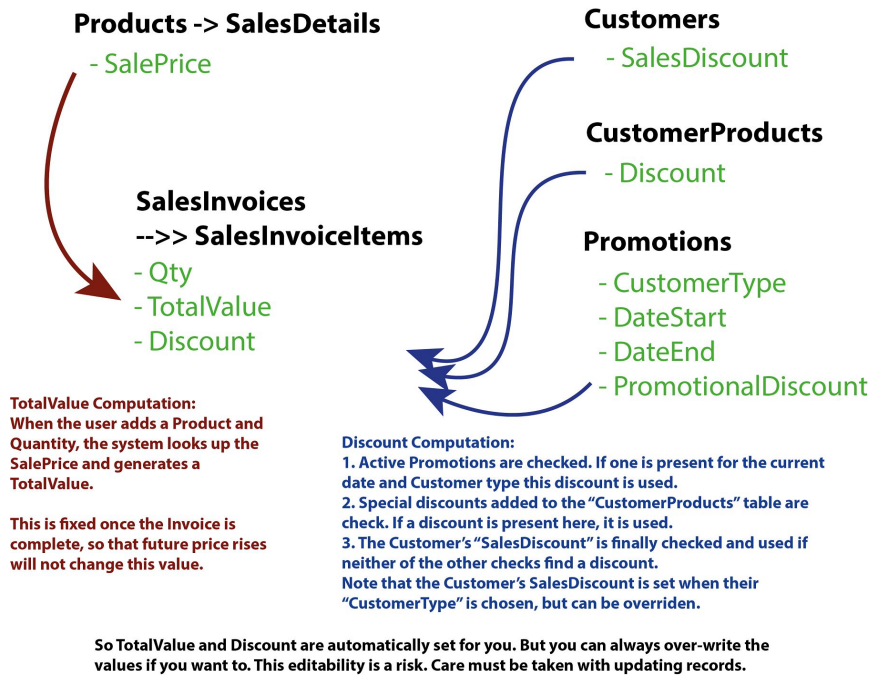 Products -> SalesDetails
- SalePrice
Customers
- SalesDiscount
CustomerProducts
- Discount
Promotions
- CustomerType
- DateStart
- DateEnd
- PromotionalDiscount
SalesInvoices
-->> SalesInvoiceItems
- Qty
- TotalValue
- Discount
TotalValue Computation:
When the user adds a Product and
Quantity, the system looks up the
SalePrice and generates a
TotalValue.
This is fixed once the Invoice is
complete, so that future price rises
will not change this value.
Discount Computation:
1. Active Promotions are checked. If one is present for the current
date and Customer type this discount is used.
2. Special discounts added to the “CustomerProducts” table are
check. If a discount is present here, it is used.
3. The Customer’s “SalesDiscount” is finally checked and used if
neither of the other checks find a discount.
Note that the Customer’s SalesDiscount is set when their
“CustomerType” is chosen, but can be overriden.
So TotalValue and Discount are automatically set for you. But you can always over-write the
values if you want to. This editability is a risk. Care must be taken with updating records.